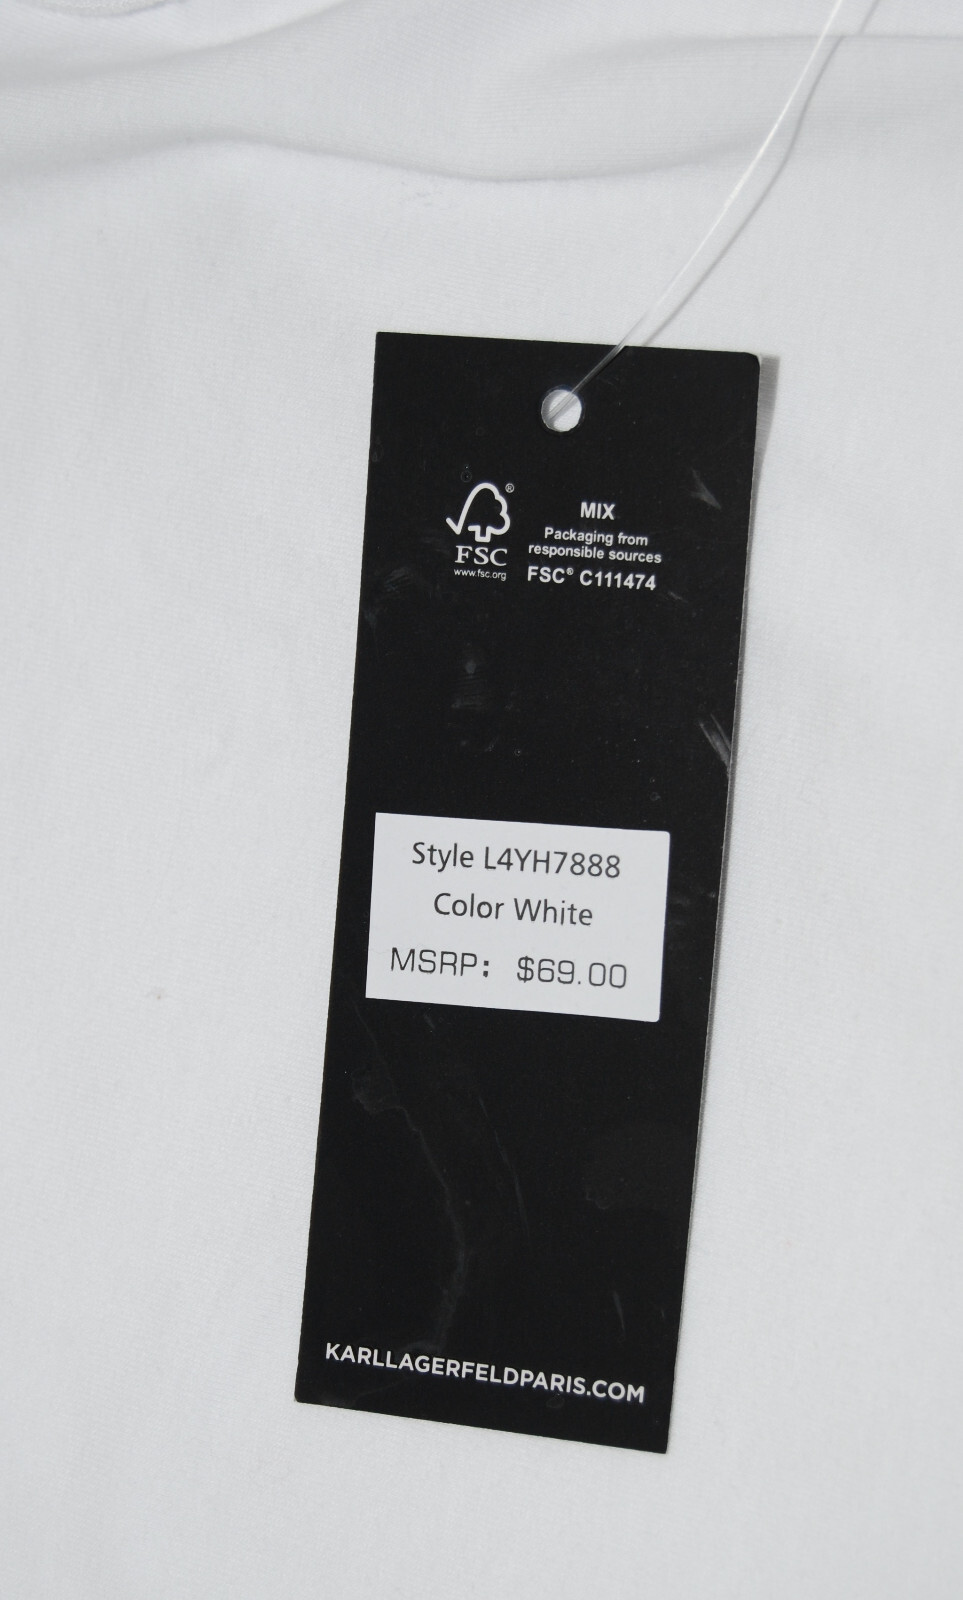 MIX
Packaging from
responsible sources
FSC® C111474
®
FSC
www.fsc.org
Style L4YH7888
Color White
MSRP: $69.00
KARLLAGERFELDPARIS.COM